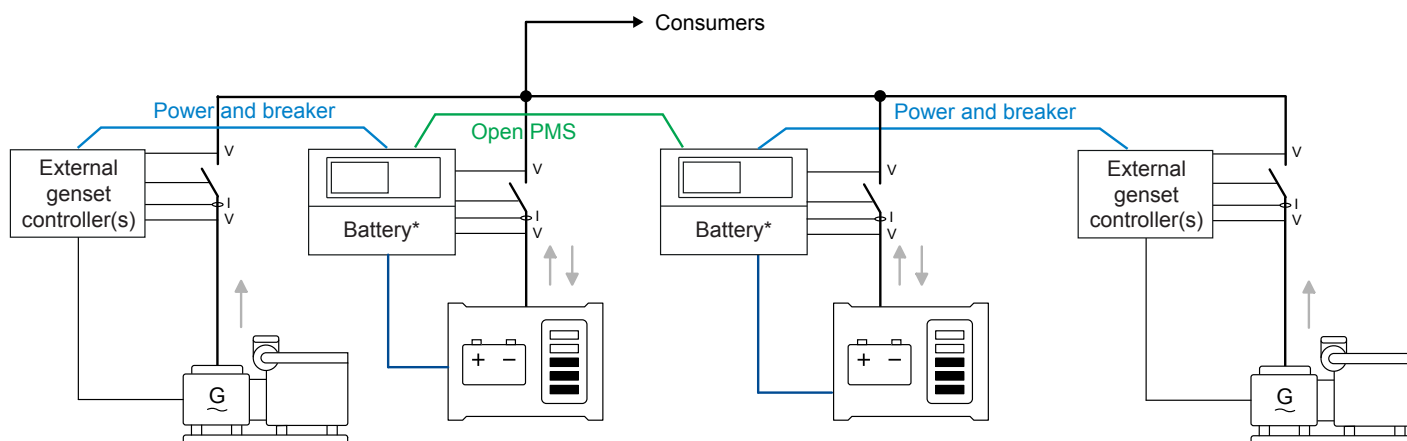 Consumers
Power and breaker
Open PMS
Power and breaker
External
genset
controller(s)
V
I
V
Battery*
V
I
V
Battery*
V
I
V
External
genset
controller(s)
V
I
V
+ −
+ −
G
~
G
~